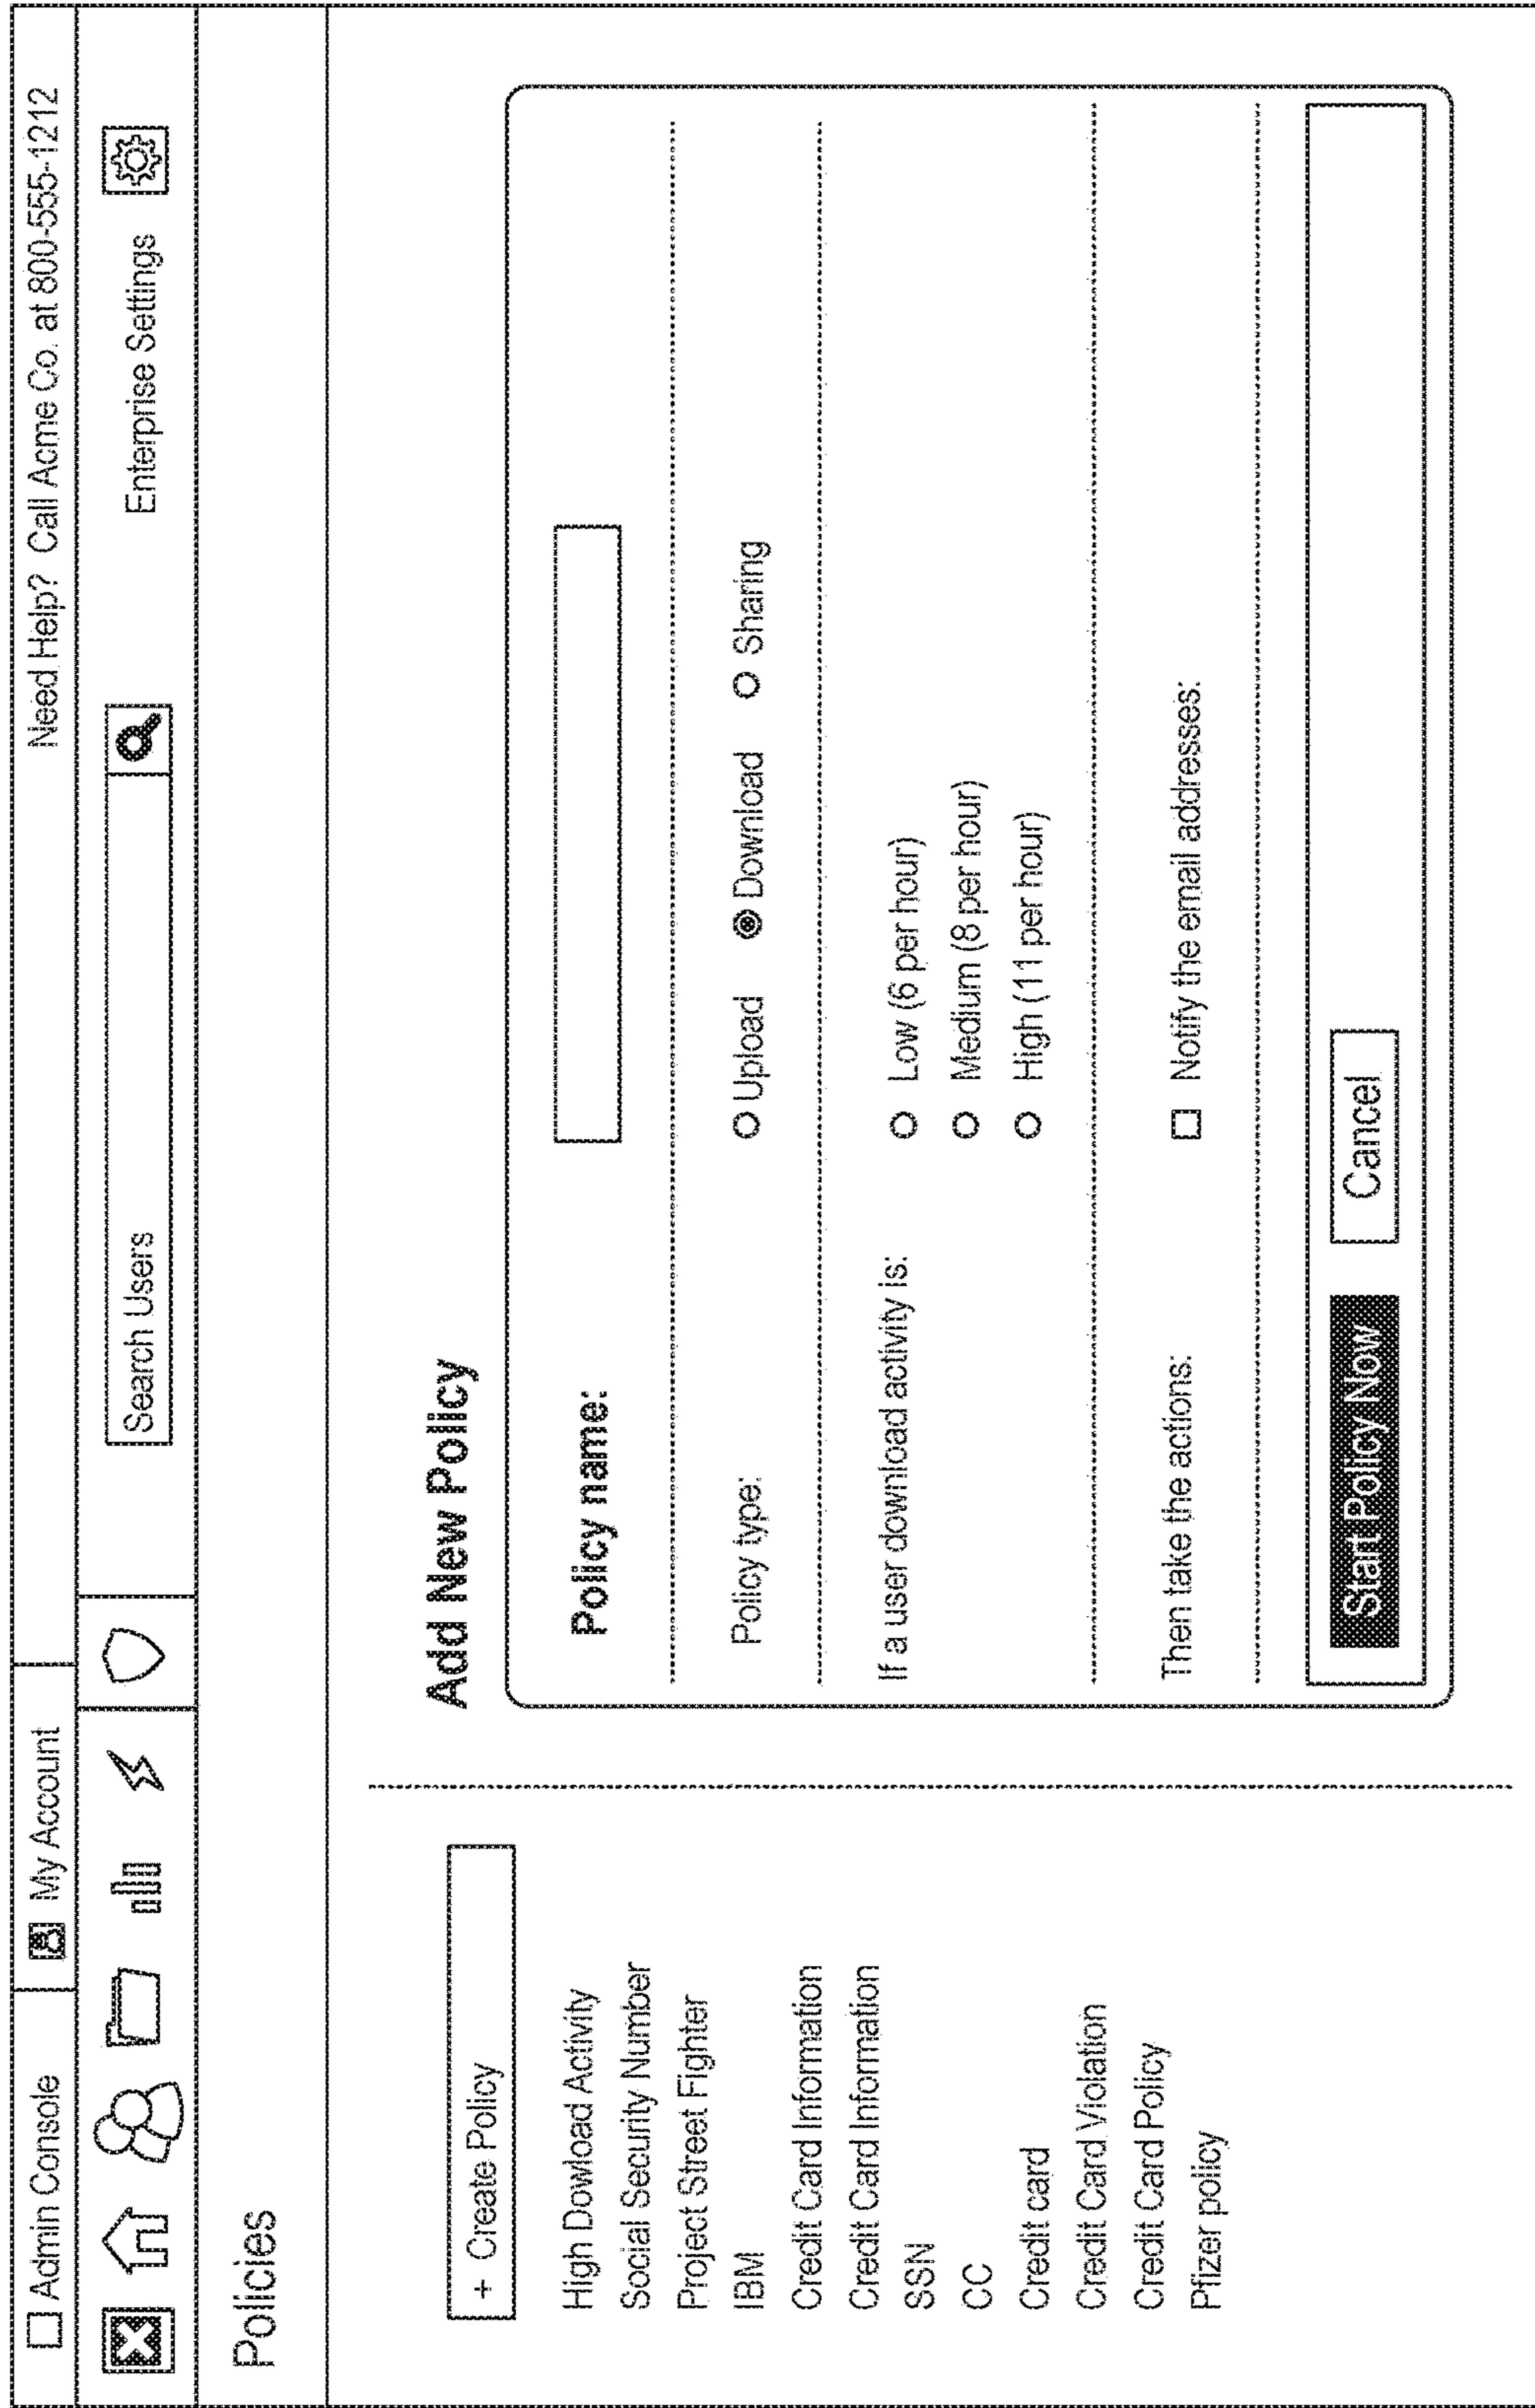 Admin Console My Account Need Help? Call Acme Co. at 800-555-1212
Search Users Enterprise Settings
Policies
+ Create Policy
High Dowload Activity
Social Security Number
Project Street Fighter
IBM
Credit Card Information
Credit Card Information
SSN
CC
Credit card
Credit Card Violation
Credit Card Policy
Pfizer policy
Add New Policy
Policy name:
Policy type: Upload Download Sharing
If a user download activity is: Low (6 per hour)
Medium (8 per hour)
High (11 per hour)
Then take the actions: Notify the email addresses:
Start Policy Now Cancel